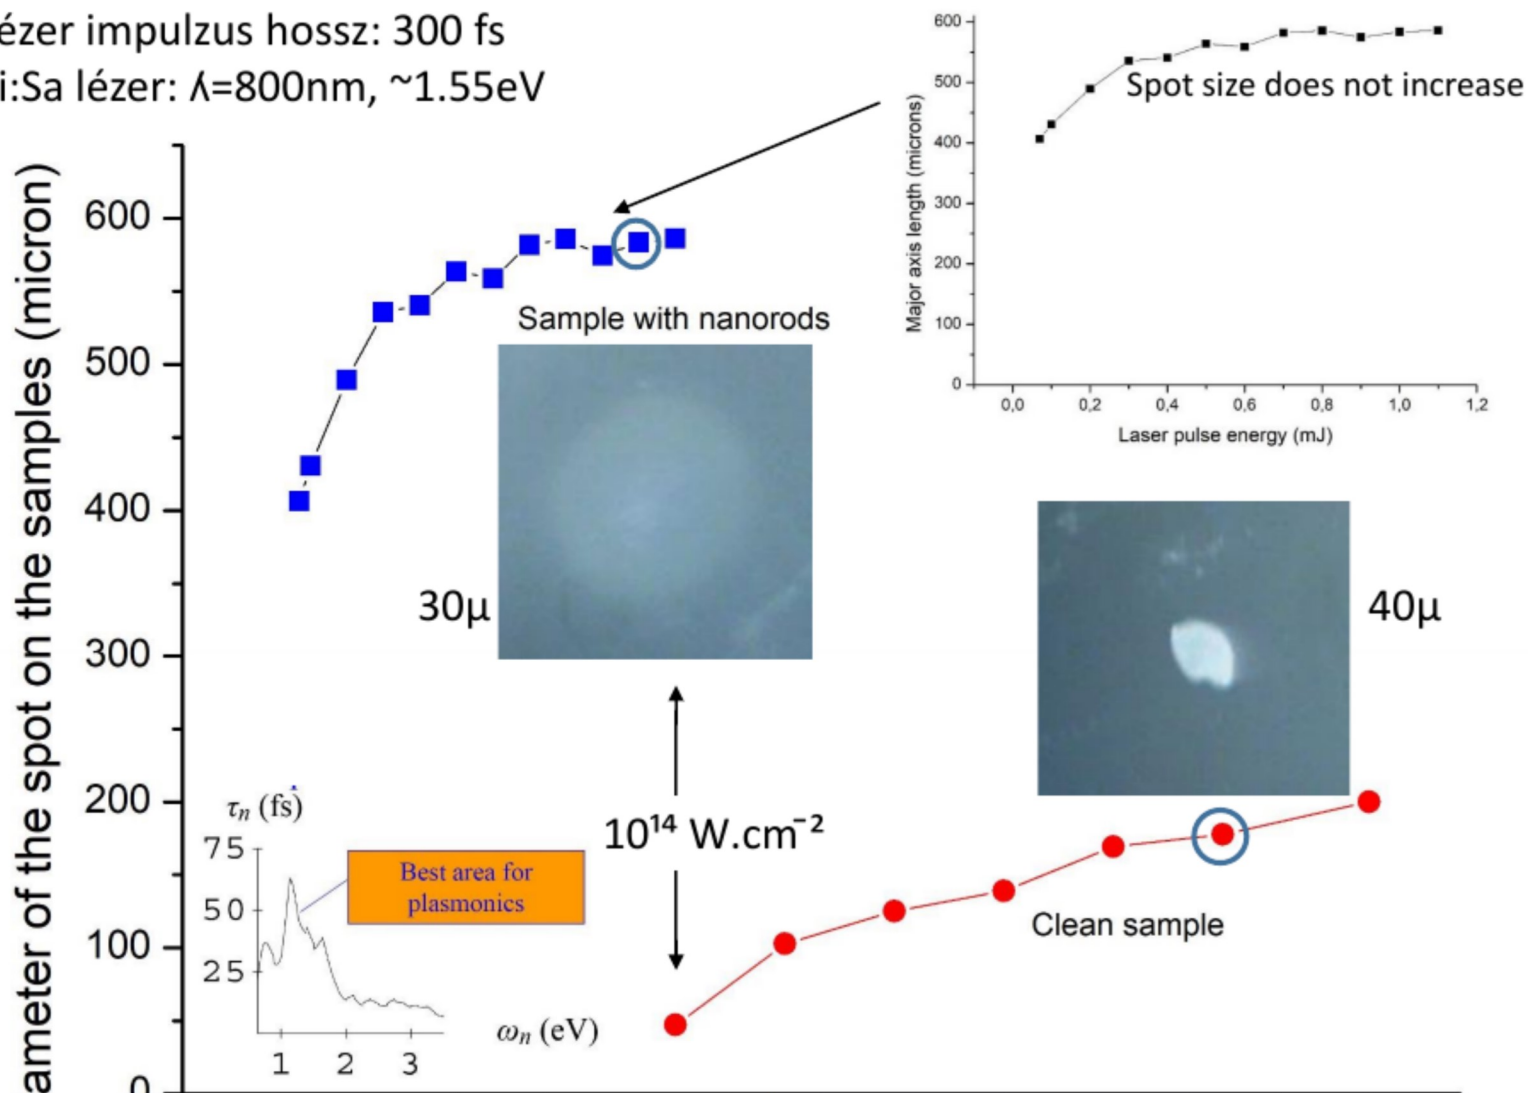 ézer impulzus hossz: 300 fs
i:Sa lézer: ʎ=800nm, ~1.55eV
ameter of the spot on the samples (micron)
600
500
400
300
200
100
0
Sample with nanorods
30µ
10¹⁴ W.cm⁻²
Clean sample
40µ
τn (fs)
75
50
25
Best area for
plasmonics
1 2 3
ωn (eV)
Major axis length (microns)
600
500
400
300
200
100
0
Spot size does not increase
0,0 0,2 0,4 0,6 0,8 1,0 1,2
Laser pulse energy (mJ)